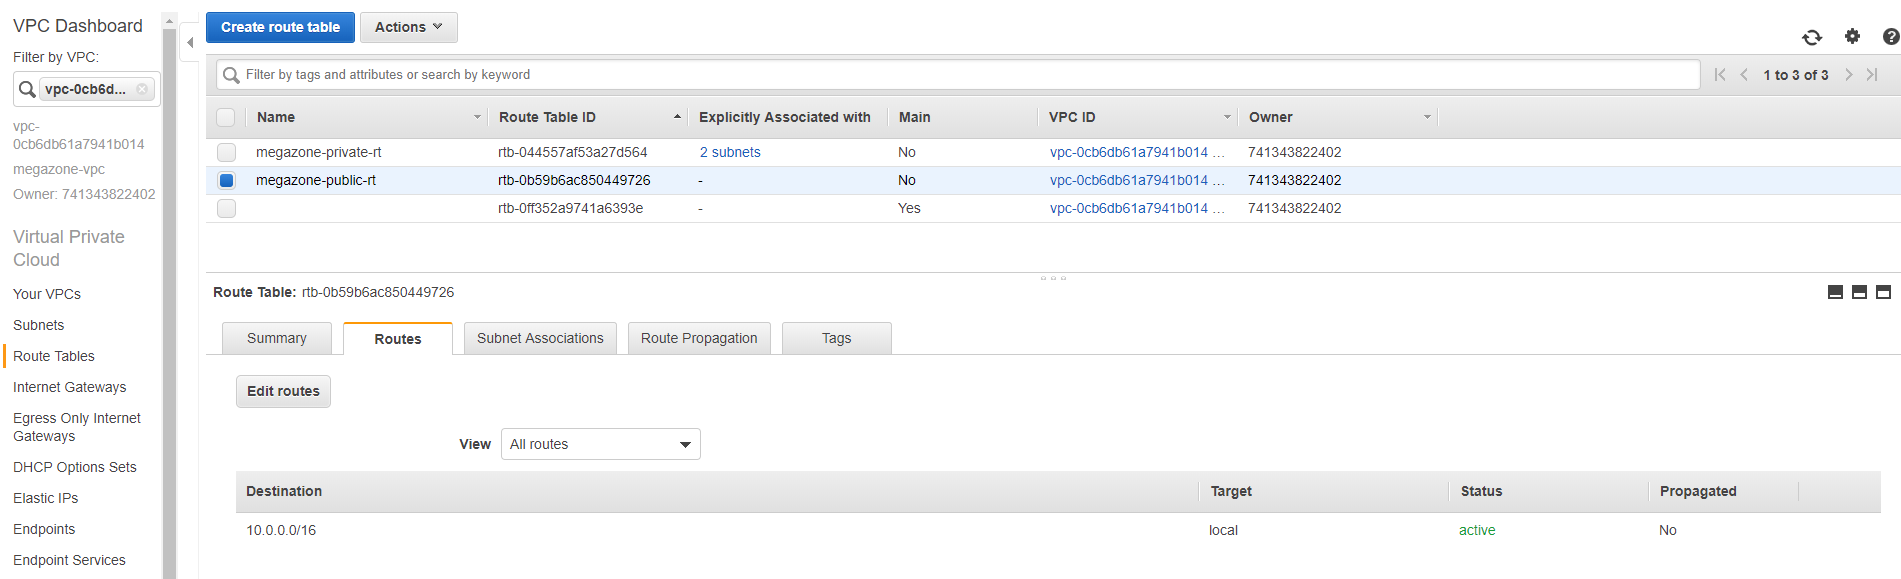 VPC Dashboard
Filter by VPC:
vpc-0cb6d...
vpc-
0cb6db61a7941b014
megazone-vpc
Owner: 741343822402
Virtual Private
Cloud
Your VPCs
Subnets
Route Tables
Internet Gateways
Egress Only Internet
Gateways
DHCP Options Sets
Elastic IPs
Endpoints
Endpoint Services
Create route table Actions
Filter by tags and attributes or search by keyword 1 to 3 of 3
Name Route Table ID Explicitly Associated with Main VPC ID Owner
megazone-private-rt rtb-044557af53a27d564 2 subnets No vpc-0cb6db61a7941b014 ... 741343822402
megazone-public-rt rtb-0b59b6ac850449726 - No vpc-0cb6db61a7941b014 ... 741343822402
rtb-0ff352a9741a6393e - Yes vpc-0cb6db61a7941b014 ... 741343822402
Route Table: rtb-0b59b6ac850449726
Summary Routes Subnet Associations Route Propagation Tags
Edit routes
View All routes
Destination Target Status Propagated
10.0.0.0/16 local active No